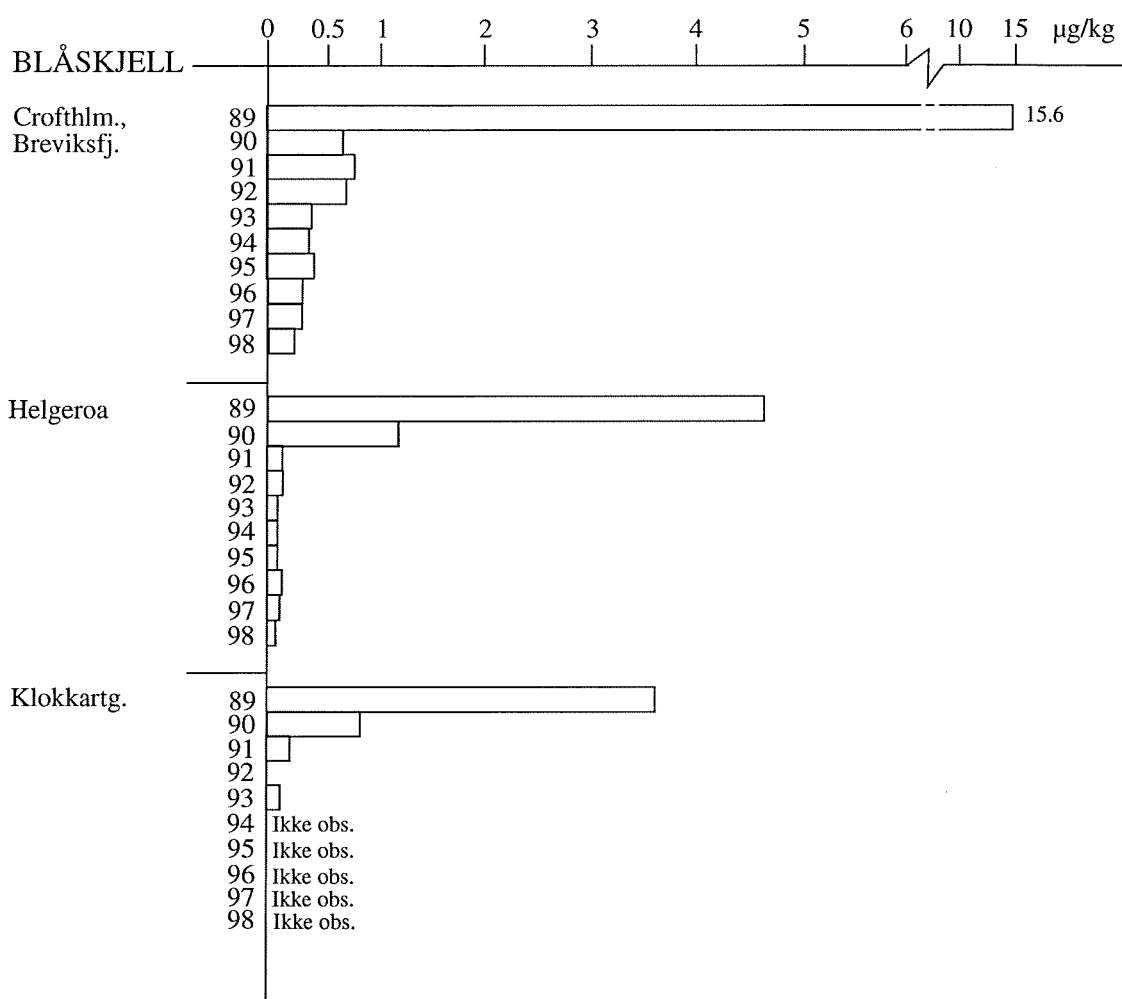 0 0.5 1 2 3 4 5 6 10 15 µg/kg
BLÅSKJELL
Crofthlm., 89 15.6
Breviksfj. 90
91
92
93
94
95
96
97
98
Helgeroa 89
90
91
92
93
94
95
96
97
98
Klokkartg. 89
90
91
92
93
94 Ikke obs.
95 Ikke obs.
96 Ikke obs.
97 Ikke obs.
98 Ikke obs.